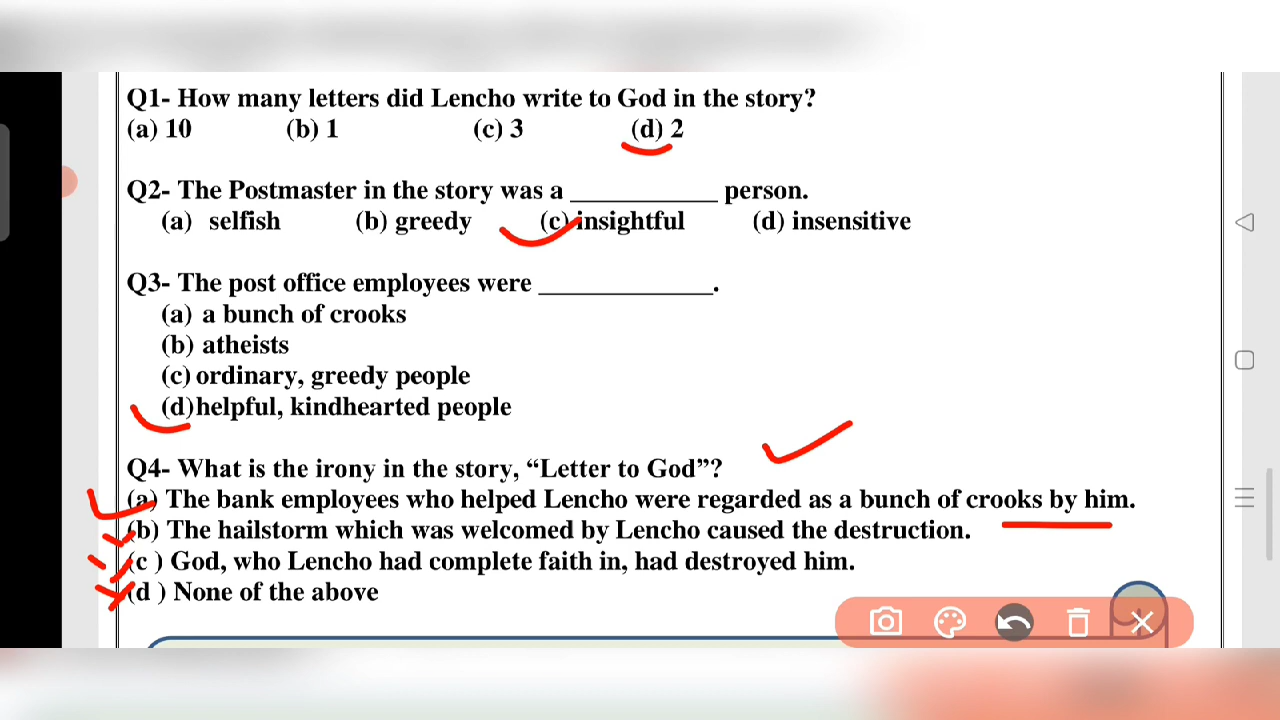 Q1- How many letters did Lencho write to God in the story?
(a) 10 (b) 1 (c) 3 (d) 2
Q2- The Postmaster in the story was a _____________ person.
(a) selfish (b) greedy (c) insightful (d) insensitive
Q3- The post office employees were _______________.
(a) a bunch of crooks
(b) atheists
(c) ordinary, greedy people
(d)helpful, kindhearted people
Q4- What is the irony in the story, “Letter to God”?
(a) The bank employees who helped Lencho were regarded as a bunch of crooks by him.
(b) The hailstorm which was welcomed by Lencho caused the destruction.
(c ) God, who Lencho had complete faith in, had destroyed him.
(d ) None of the above